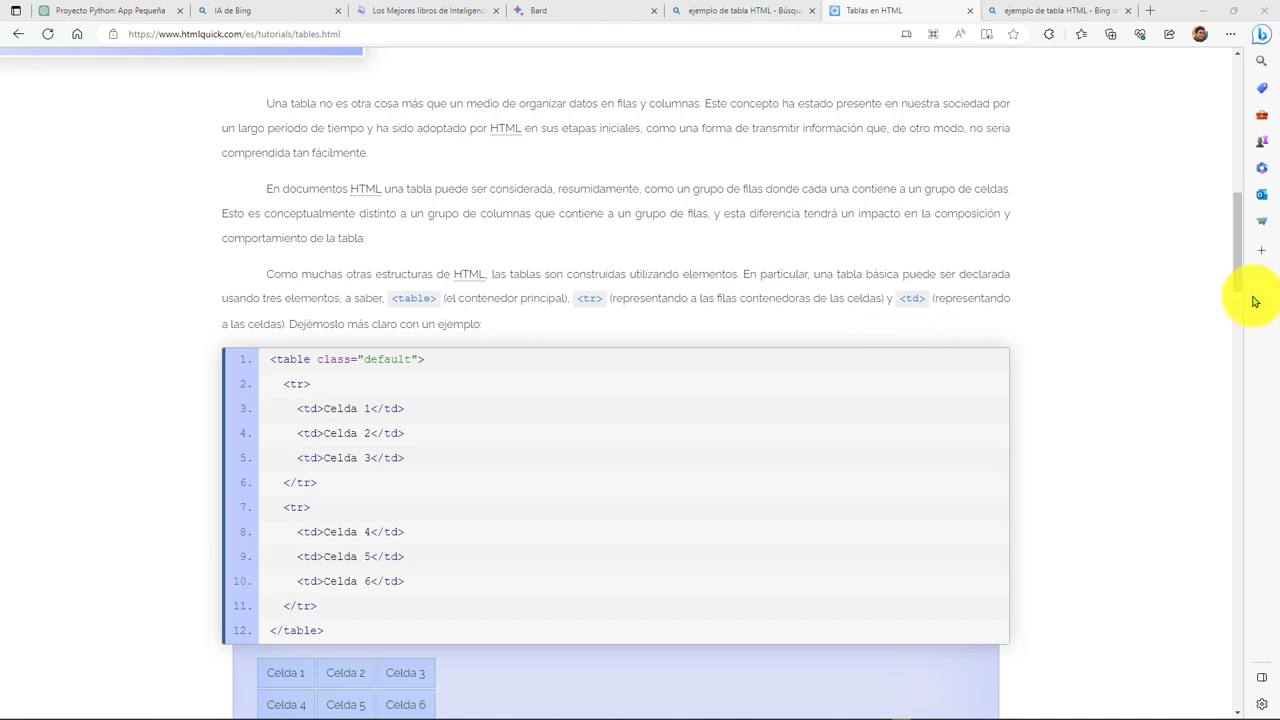 Proyecto Python: App Pequeña
IA de Bing
Los Mejores libros de Inteligenci
Bard
ejemplo de tabla HTML - Búsqu
Tablas en HTML
ejemplo de tabla HTML - Bing in
https://www.htmlquick.com/es/tutorials/tables.html
Una tabla no es otra cosa más que un medio de organizar datos en filas y columnas. Este concepto ha estado presente en nuestra sociedad por
un largo período de tiempo y ha sido adoptado por HTML en sus etapas iniciales, como una forma de transmitir información que, de otro modo, no sería
comprendida tan fácilmente.
En documentos HTML una tabla puede ser considerada, resumidamente, como un grupo de filas donde cada una contiene a un grupo de celdas.
Esto es conceptualmente distinto a un grupo de columnas que contiene a un grupo de filas, y esta diferencia tendrá un impacto en la composición y
comportamiento de la tabla.
Como muchas otras estructuras de HTML, las tablas son construidas utilizando elementos. En particular, una tabla básica puede ser declarada
usando tres elementos, a saber, <table> (el contenedor principal), <tr> (representando a las filas contenedoras de las celdas) y <td> (representando
a las celdas). Dejémoslo más claro con un ejemplo:
1. <table class="default">
2. <tr>
3. <td>Celda 1</td>
4. <td>Celda 2</td>
5. <td>Celda 3</td>
6. </tr>
7. <tr>
8. <td>Celda 4</td>
9. <td>Celda 5</td>
10. <td>Celda 6</td>
11. </tr>
12. </table>
Celda 1 Celda 2 Celda 3
Celda 4 Celda 5 Celda 6